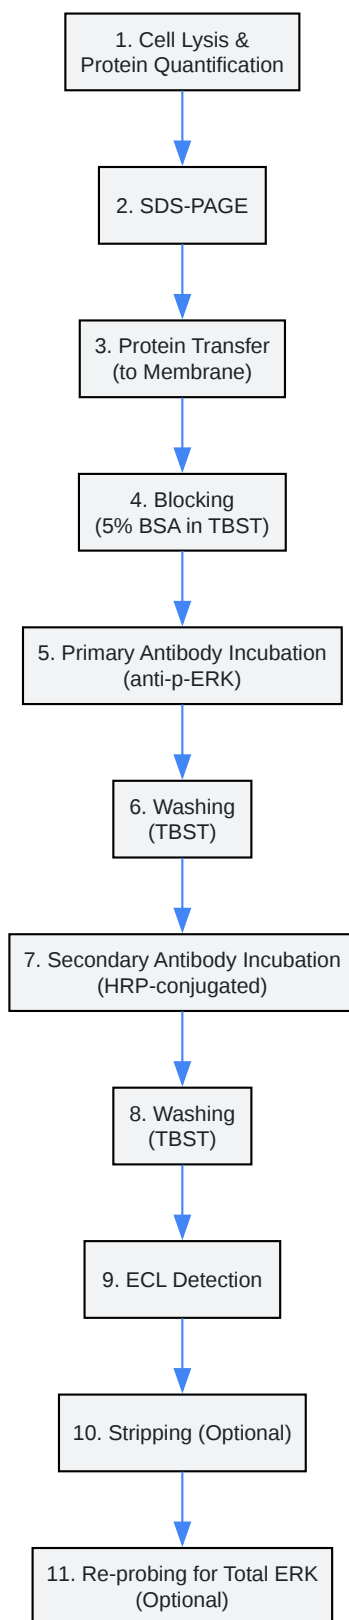 1. Cell Lysis &
Protein Quantification
2. SDS-PAGE
3. Protein Transfer
(to Membrane)
4. Blocking
(5% BSA in TBST)
5. Primary Antibody Incubation
(anti-p-ERK)
6. Washing
(TBST)
7. Secondary Antibody Incubation
(HRP-conjugated)
8. Washing
(TBST)
9. ECL Detection
10. Stripping (Optional)
11. Re-probing for Total ERK
(Optional)